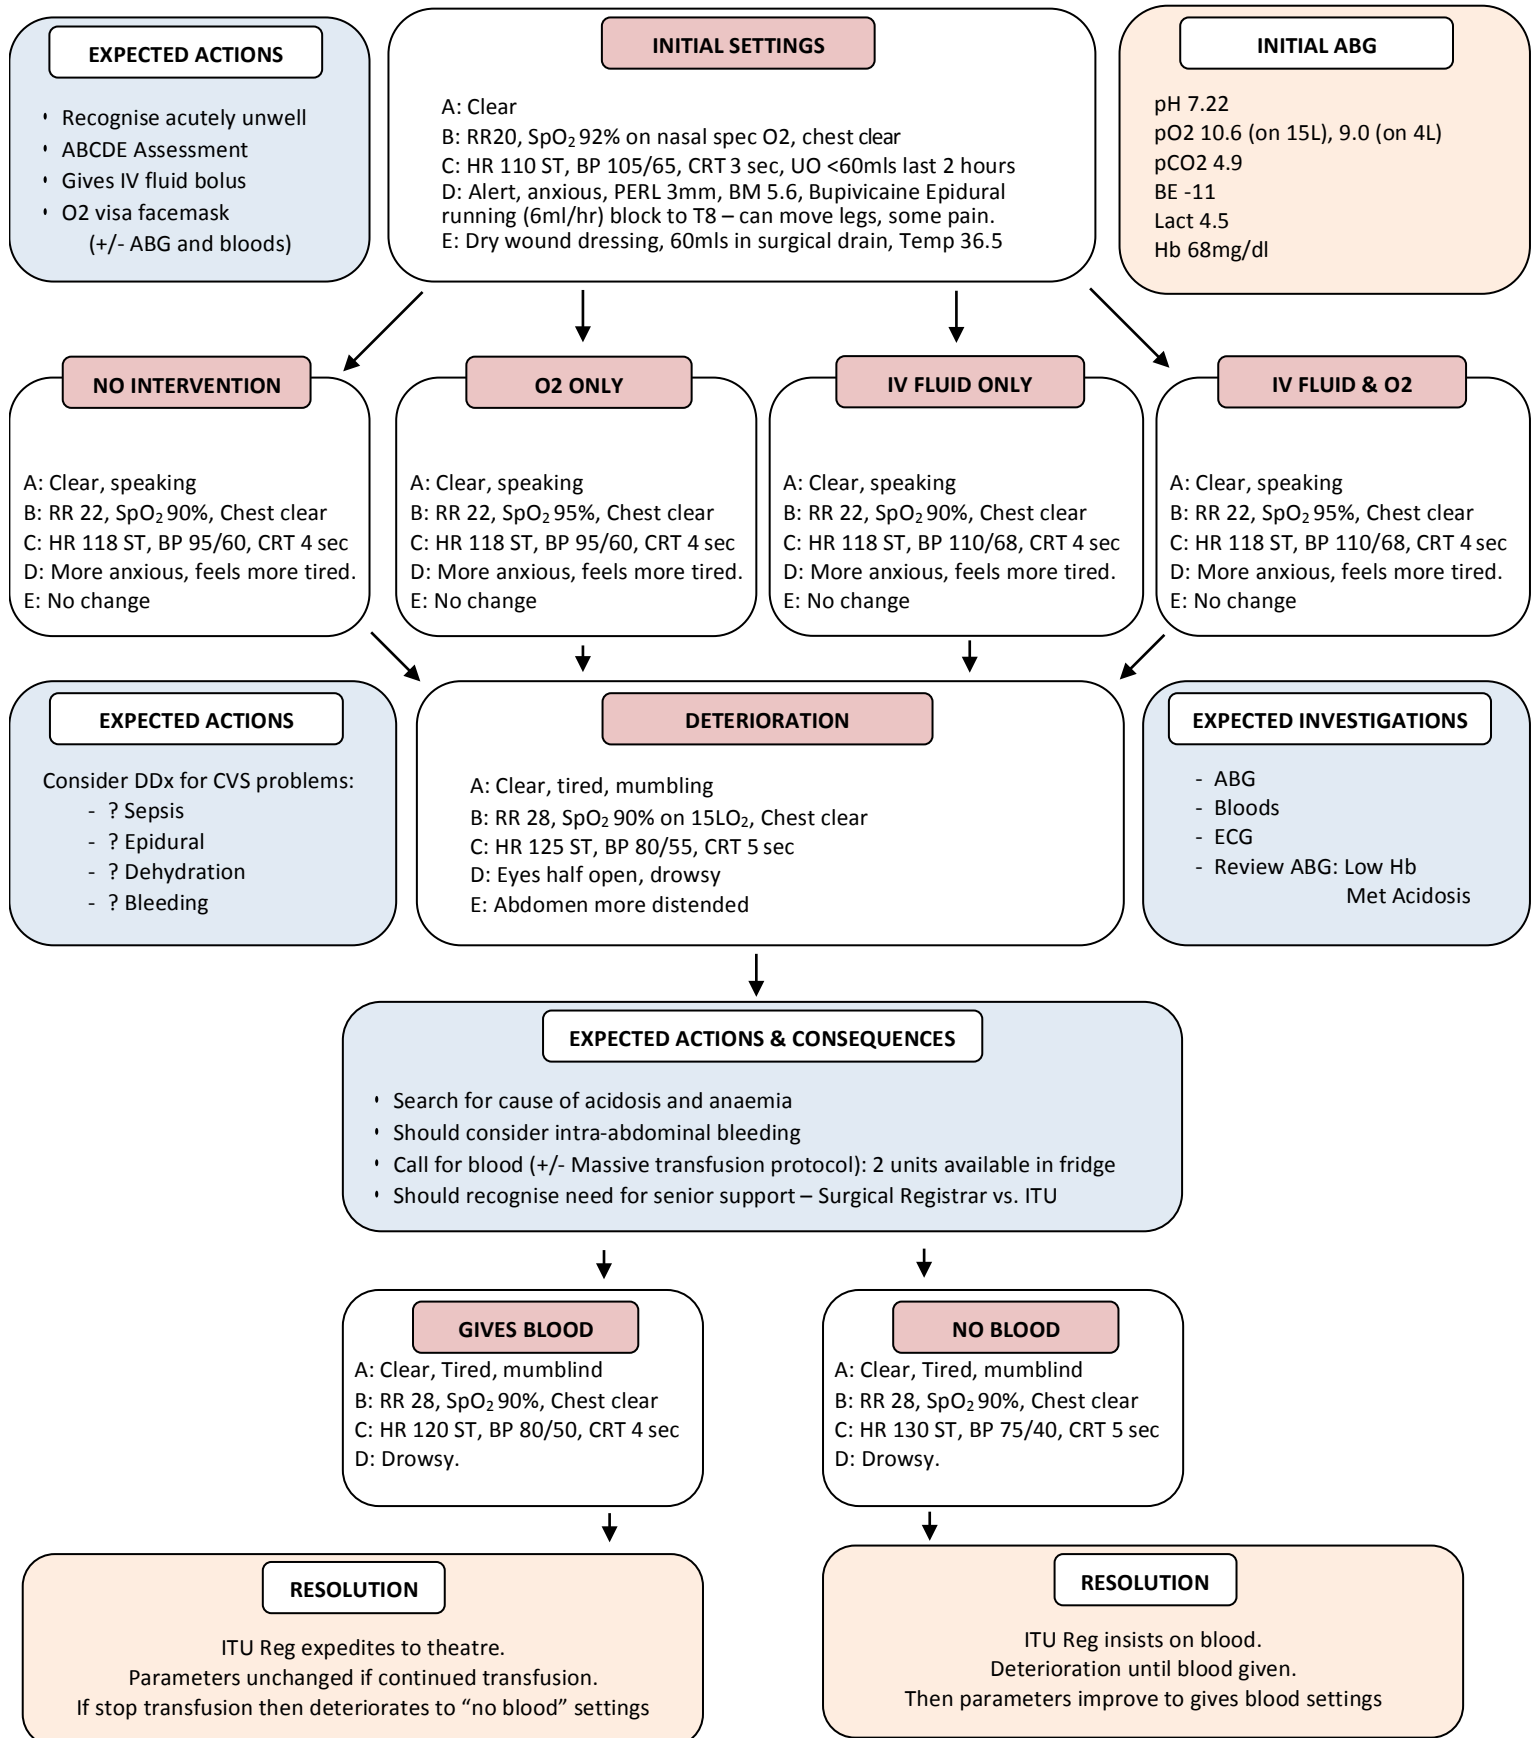 EXPECTED ACTIONS
• Recognise acutely unwell
• ABCDE Assessment
• Gives IV fluid bolus
• O2 visa facemask
(+/- ABG and bloods)
INITIAL SETTINGS
A: Clear
B: RR20, SpO₂ 92% on nasal spec O2, chest clear
C: HR 110 ST, BP 105/65, CRT 3 sec, UO <60mls last 2 hours
D: Alert, anxious, PERL 3mm, BM 5.6, Bupivicaine Epidural
running (6ml/hr) block to T8 – can move legs, some pain.
E: Dry wound dressing, 60mls in surgical drain, Temp 36.5
INITIAL ABG
pH 7.22
pO2 10.6 (on 15L), 9.0 (on 4L)
pCO2 4.9
BE -11
Lact 4.5
Hb 68mg/dl
NO INTERVENTION
A: Clear, speaking
B: RR 22, SpO₂ 90%, Chest clear
C: HR 118 ST, BP 95/60, CRT 4 sec
D: More anxious, feels more tired.
E: No change
O2 ONLY
A: Clear, speaking
B: RR 22, SpO₂ 95%, Chest clear
C: HR 118 ST, BP 95/60, CRT 4 sec
D: More anxious, feels more tired.
E: No change
IV FLUID ONLY
A: Clear, speaking
B: RR 22, SpO₂ 90%, Chest clear
C: HR 118 ST, BP 110/68, CRT 4 sec
D: More anxious, feels more tired.
E: No change
IV FLUID & O2
A: Clear, speaking
B: RR 22, SpO₂ 95%, Chest clear
C: HR 118 ST, BP 110/68, CRT 4 sec
D: More anxious, feels more tired.
E: No change
EXPECTED ACTIONS
Consider DDx for CVS problems:
- ? Sepsis
- ? Epidural
- ? Dehydration
- ? Bleeding
DETERIORATION
A: Clear, tired, mumbling
B: RR 28, SpO₂ 90% on 15LO₂, Chest clear
C: HR 125 ST, BP 80/55, CRT 5 sec
D: Eyes half open, drowsy
E: Abdomen more distended
EXPECTED INVESTIGATIONS
- ABG
- Bloods
- ECG
- Review ABG: Low Hb
Met Acidosis
EXPECTED ACTIONS & CONSEQUENCES
• Search for cause of acidosis and anaemia
• Should consider intra-abdominal bleeding
• Call for blood (+/- Massive transfusion protocol): 2 units available in fridge
• Should recognise need for senior support – Surgical Registrar vs. ITU
GIVES BLOOD
A: Clear, Tired, mumblind
B: RR 28, SpO₂ 90%, Chest clear
C: HR 120 ST, BP 80/50, CRT 4 sec
D: Drowsy.
NO BLOOD
A: Clear, Tired, mumblind
B: RR 28, SpO₂ 90%, Chest clear
C: HR 130 ST, BP 75/40, CRT 5 sec
D: Drowsy.
RESOLUTION
ITU Reg expedites to theatre.
Parameters unchanged if continued transfusion.
If stop transfusion then deteriorates to “no blood” settings
RESOLUTION
ITU Reg insists on blood.
Deterioration until blood given.
Then parameters improve to gives blood settings